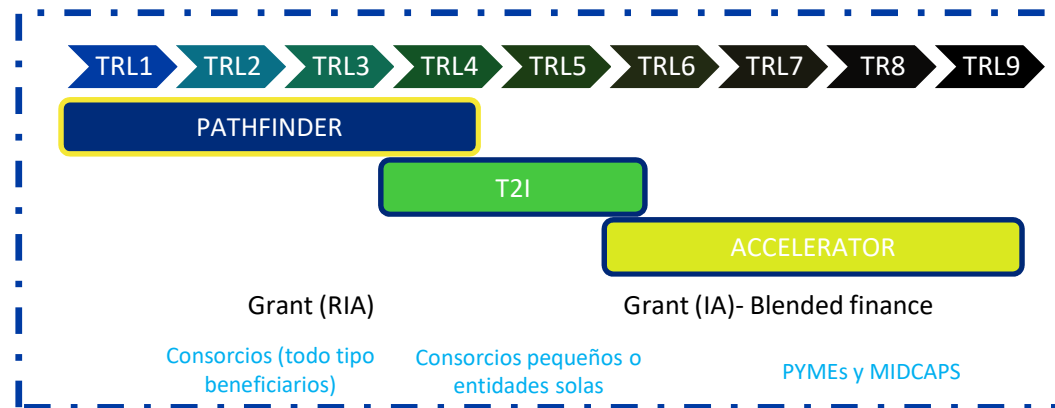 TRL1 TRL2 TRL3 TRL4 TRL5 TRL6 TRL7 TR8 TRL9
PATHFINDER
T2I
ACCELERATOR
Grant (RIA) Grant (IA)- Blended finance
Consorcios (todo tipo
beneficiarios)
Consorcios pequeños o
entidades solas
PYMEs y MIDCAPS